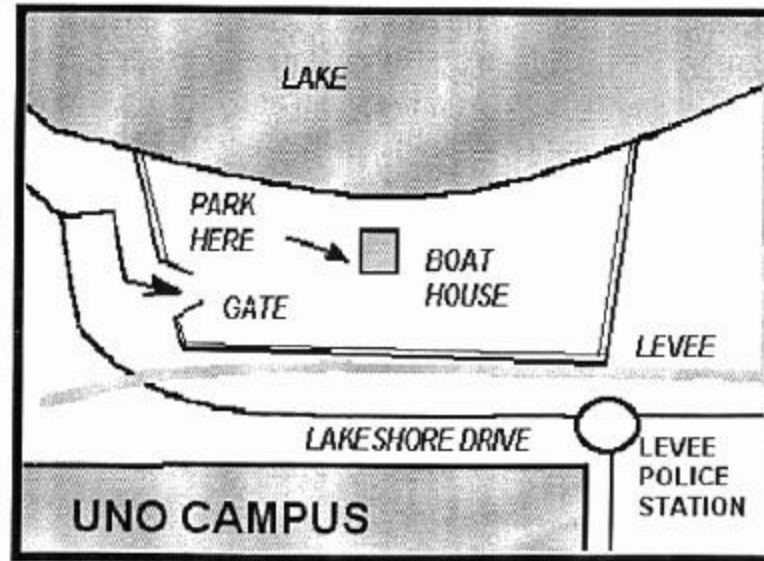 LAKE
PARK
HERE
BOAT
HOUSE
GATE
LEVEE
LAKESHORE DRIVE
LEVEE
POLICE
STATION
UNO CAMPUS